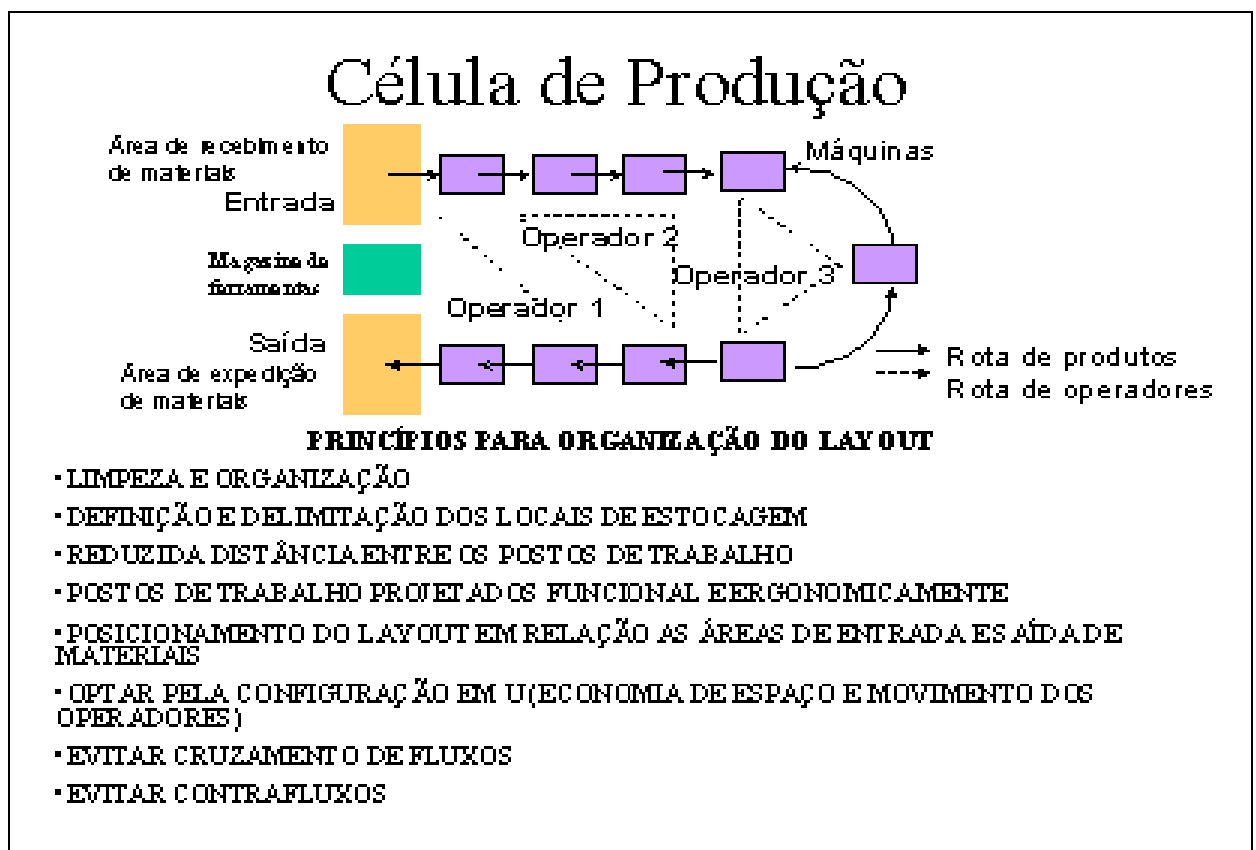 Célula de Produção
Área de recebimento
de materiais
Entrada
Máquinas
Operador 2
Magazine de
ferramentas
Operador 3
Operador 1
Saída
Área de expedição
de materiais
Rota de produtos
Rota de operadores
PRINCÍPIOS PARA ORGANIZAÇÃO DO LAYOUT
•LIMPEZA E ORGANIZAÇÃO
•DEFINIÇÃO E DELIMITAÇÃO DOS LOCAIS DE ESTOCAGEM
•REDUZIDA DISTÂNCIA ENTRE OS POSTOS DE TRABALHO
•POSTOS DE TRABALHO PROJETADOS FUNCIONAL E ERGONOMICAMENTE
•POSICIONAMENTO DO LAYOUT EM RELAÇÃO AS ÁREAS DE ENTRADA E SAÍDA DE
MATERIAIS
•OPTAR PELA CONFIGURAÇÃO EM U(ECONOMIA DE ESPAÇO E MOVIMENTO DOS
OPERADORES)
•EVITAR CRUZAMENTO DE FLUXOS
•EVITAR CONTRAFLUXOS